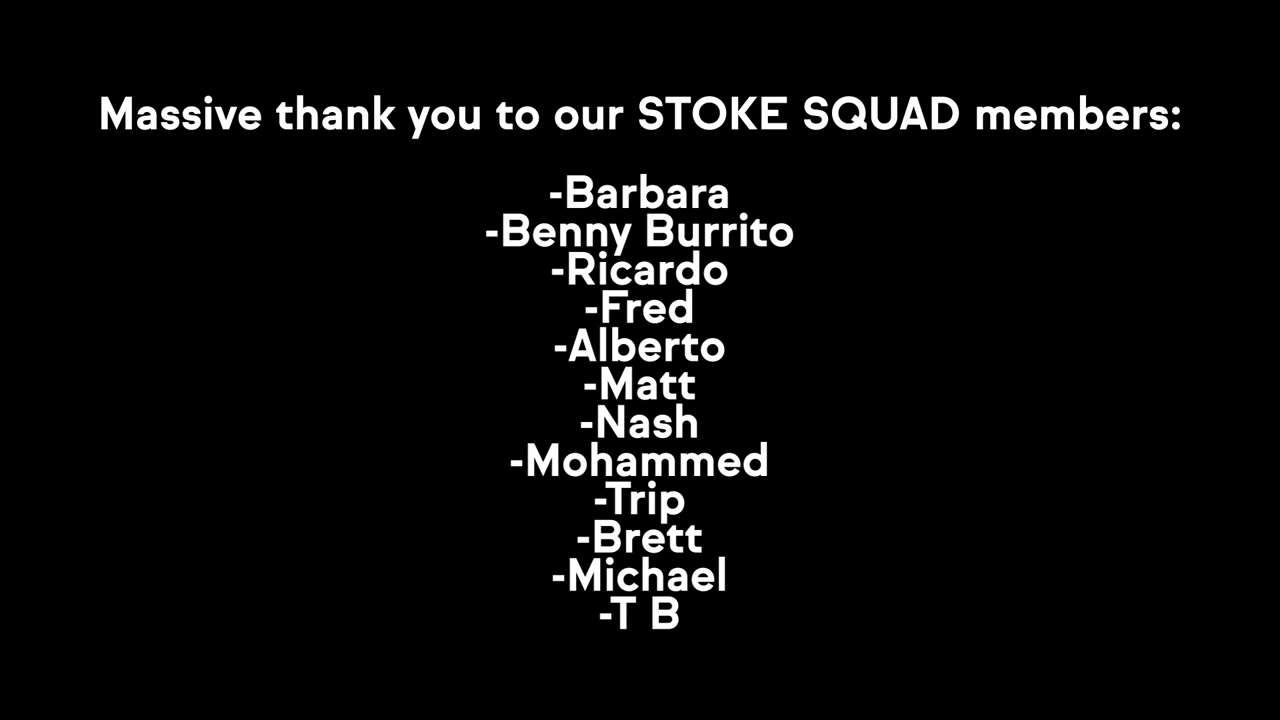 Massive thank you to our STOKE SQUAD members:
-Barbara
-Benny Burrito
-Ricardo
-Fred
-Alberto
-Matt
-Nash
-Mohammed
-Trip
-Brett
-Michael
-T B